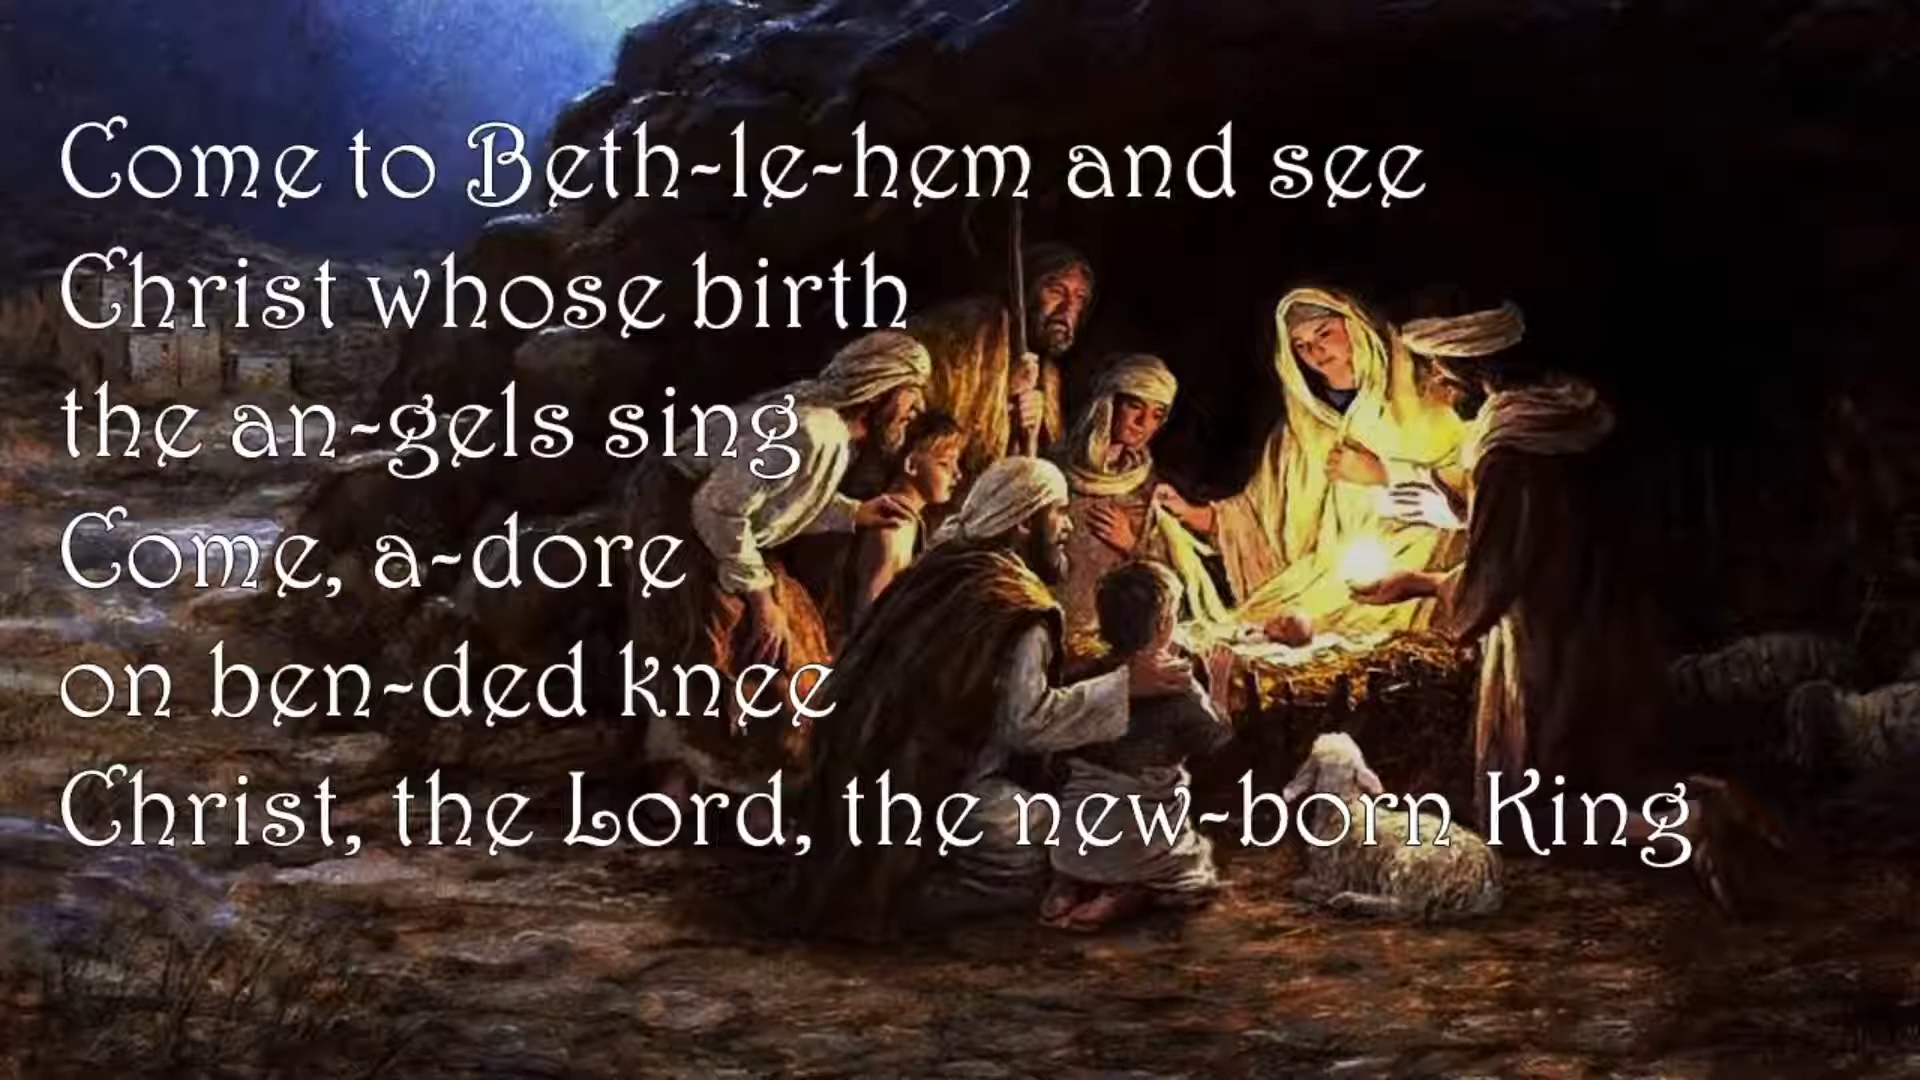 Come to Beth-le-hem and see
Christ whose birth
the an-gels sing
Come, a-dore
on ben-ded knee
Christ, the Lord, the new-born King